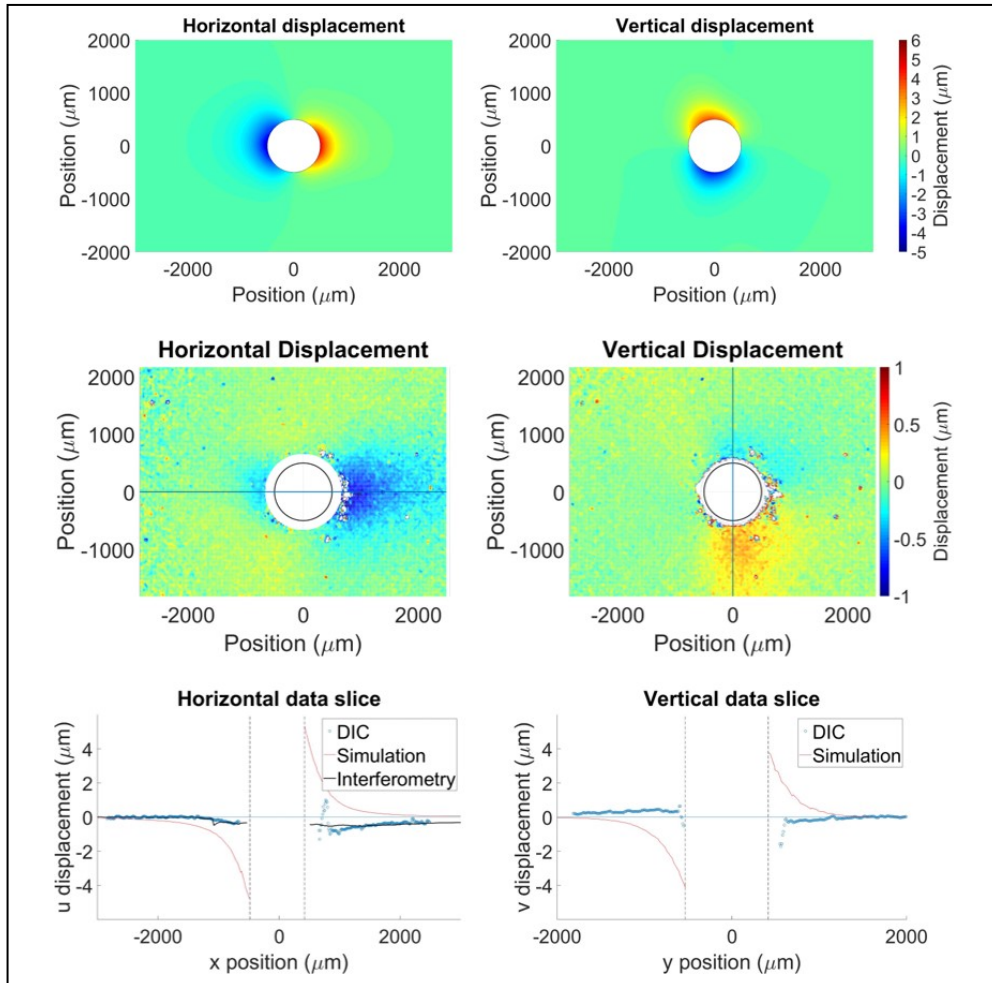 Horizontal displacement
Vertical displacement
2000
1000
0
-1000
-2000
Position (μm)
-2000 0 2000
Position (μm)
2000
1000
0
-1000
-2000
Position (μm)
-2000 0 2000
Position (μm)
6
5
4
3
2
1
0
-1
-2
-3
-4
-5
Displacement (μm)
Horizontal Displacement
Vertical Displacement
2000
1000
0
-1000
Position (μm)
-2000 0 2000
Position (μm)
2000
1000
0
-1000
Position (μm)
-2000 0 2000
Position (μm)
1
0.5
0
-0.5
-1
Displacement (μm)
Horizontal data slice
4
2
0
-2
-4
u displacement (μm)
DIC
Simulation
Interferometry
-2000 0 2000
x position (μm)
Vertical data slice
4
2
0
-2
-4
v displacement (μm)
DIC
Simulation
-2000 -1000 0 1000 2000
y position (μm)